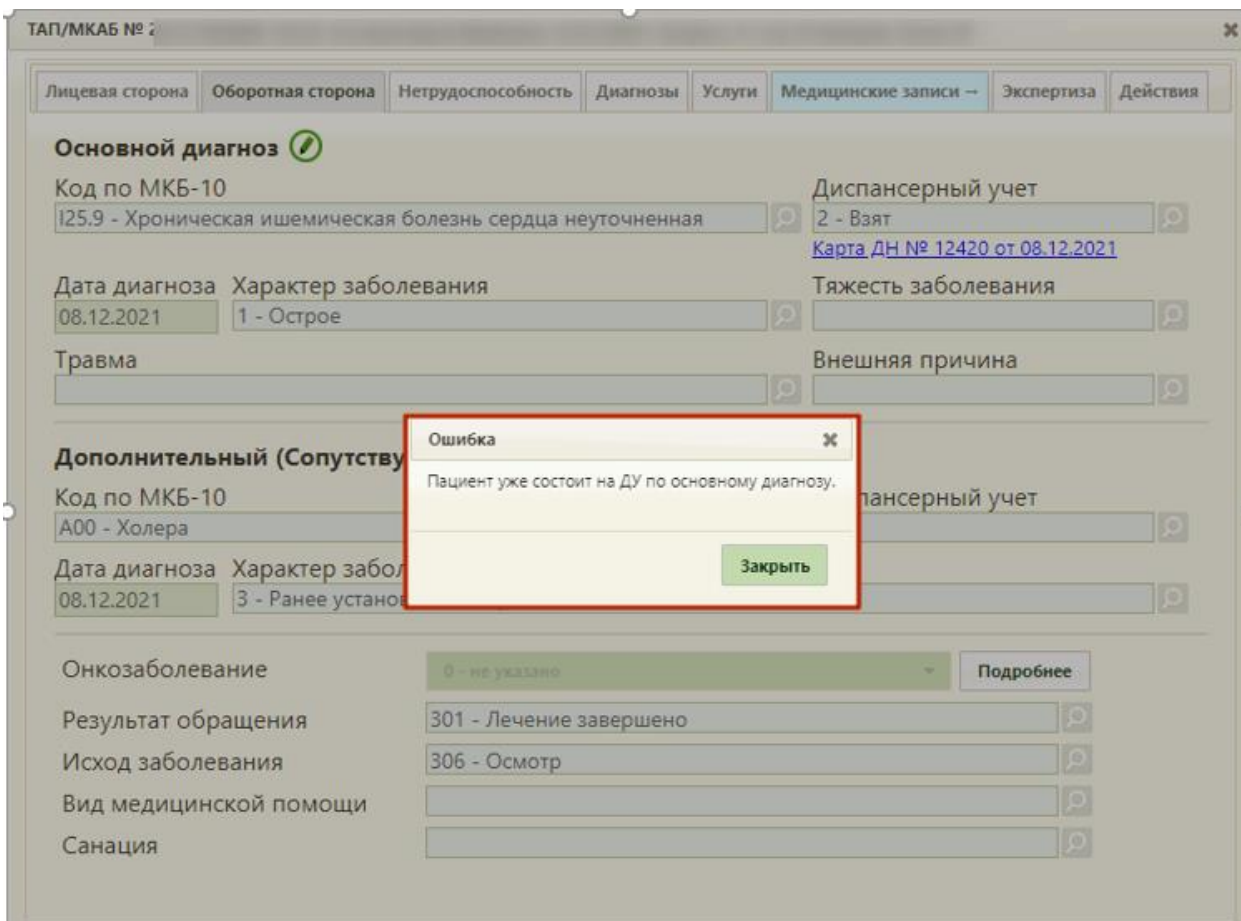 ТАП/МКАБ №
Лицевая сторона Оборотная сторона Нетрудоспособность Диагнозы Услуги Медицинские записи – Экспертиза Действия
Основной диагноз
Код по МКБ-10 Диспансерный учет
I25.9 - Хроническая ишемическая болезнь сердца неуточненная 2 - Взят
Карта ДН № 12420 от 08.12.2021
Дата диагноза Характер заболевания Тяжесть заболевания
08.12.2021 1 - Острое
Травма Внешняя причина
Ошибка
Пациент уже состоит на ДУ по основному диагнозу.
Закрыть
Дополнительный (Сопутству
Код по МКБ-10 пансерный учет
A00 - Холера
Дата диагноза Характер забол
08.12.2021 3 - Ранее устано
Онкозаболевание 0 - не указано Подробнее
Результат обращения 301 - Лечение завершено
Исход заболевания 306 - Осмотр
Вид медицинской помощи
Санация